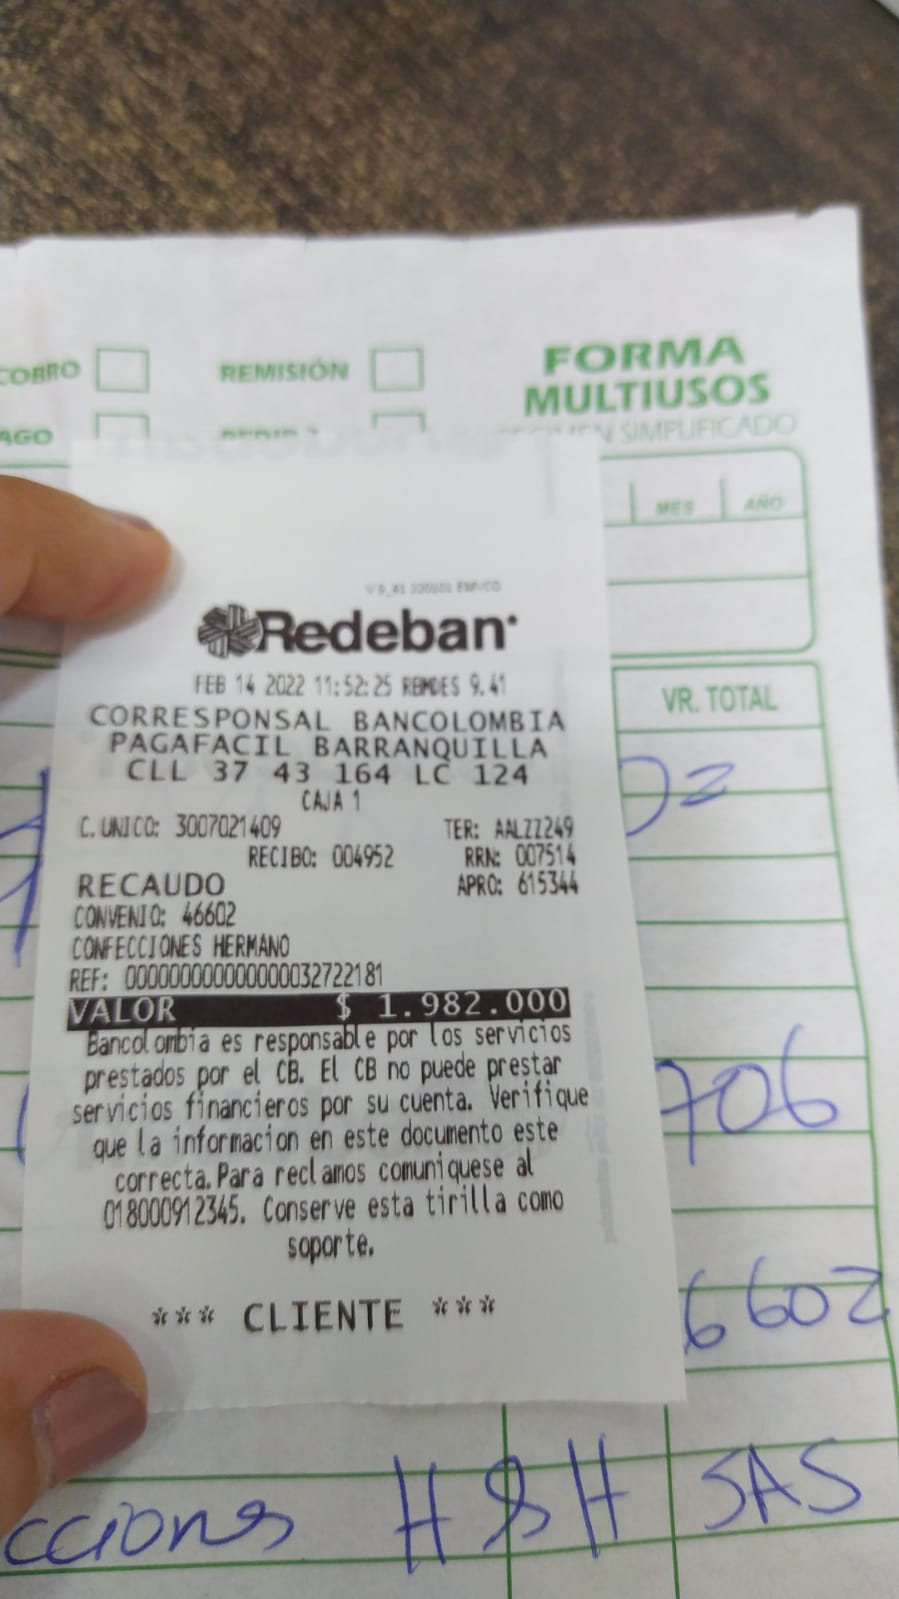 COBRO REMISIÓN
FORMA
MULTIUSOS
AGO
SIMPLIFICADO
MES AÑO
Redeban
FEB 14 2022 11:52:25 RBMDES 9.41
VR. TOTAL
CORRESPONSAL BANCOLOMBIA
PAGAFACIL BARRANQUILLA
CLL 37 43 164 LC 124
CAJA 1
C. UNICO: 3007021409 TER: AALZZ249
RECIBO: 004952 RRN: 007514
RECAUDO APRO: 615344
CONVENIO: 46602
CONFECCIONES HERMANO
REF: 000000000000000032722181
VALOR $ 1.982.000
Bancolombia es responsable por los servicios
prestados por el CB. El CB no puede prestar
servicios financieros por su cuenta. Verifique
que la informacion en este documento este
correcta.Para reclamos comuniquese al
018000912345. Conserve esta tirilla como
soporte.
*** CLIENTE ***
02
706
6602
cciones H&H SAS